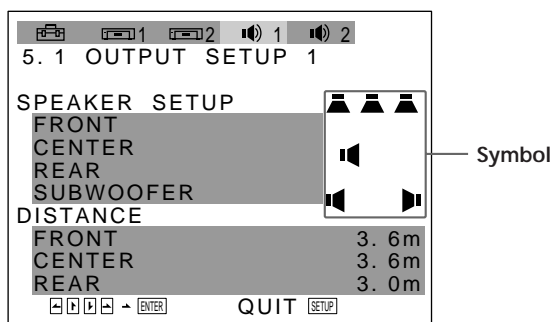 1 2 1 2
5. 1 OUTPUT SETUP 1
SPEAKER SETUP
FRONT
CENTER
REAR
SUBWOOFER
Symbol
DISTANCE
FRONT 3. 6m
CENTER 3. 6m
REAR 3. 0m
ENTER QUIT SETUP